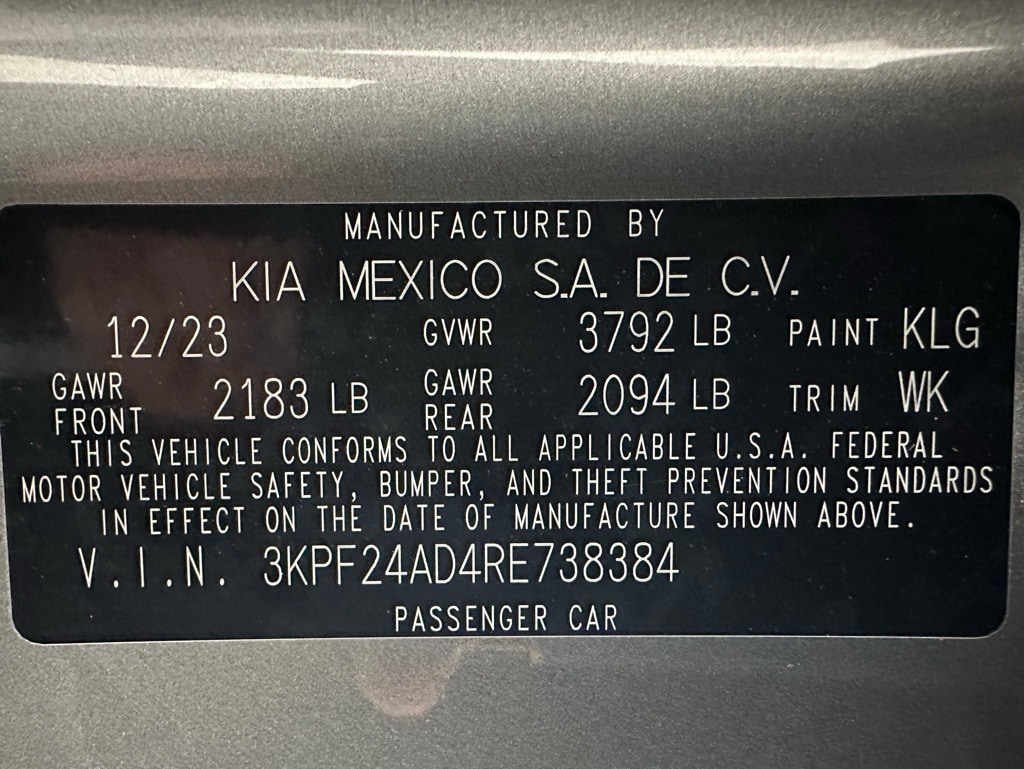 MANUFACTURED BY
KIA MEXICO S.A. DE C.V.
12/23 GVWR 3792 LB PAINT KLG
GAWR FRONT 2183 LB GAWR REAR 2094 LB TRIM WK
THIS VEHICLE CONFORMS TO ALL APPLICABLE U.S.A. FEDERAL
MOTOR VEHICLE SAFETY, BUMPER, AND THEFT PREVENTION STANDARDS
IN EFFECT ON THE DATE OF MANUFACTURE SHOWN ABOVE.
V.I.N. 3KPF24AD4RE738384
PASSENGER CAR